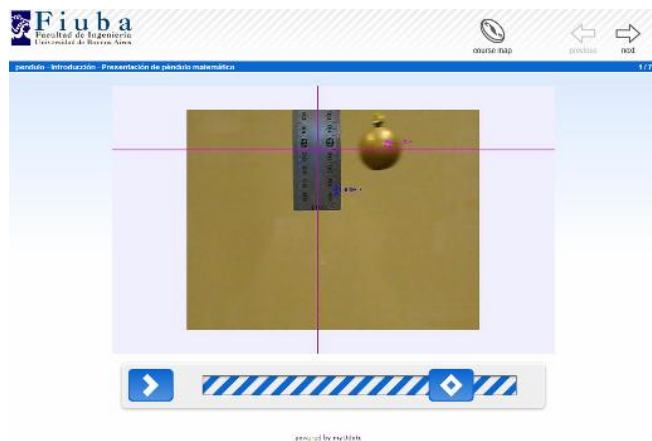 Fiuba
Facultad de Ingeniería
Universidad de Buenos Aires
course map
previous
next
pendulo - Introducción - Presentación de péndulo matemático
1 / 7
powered by